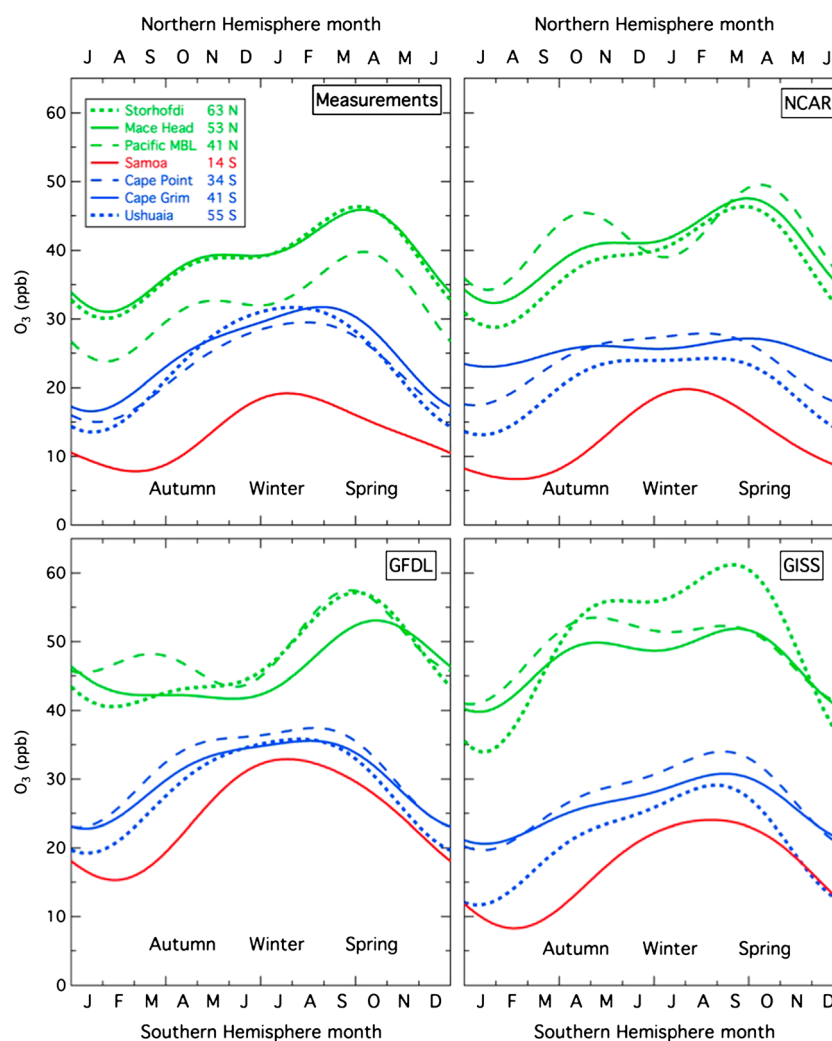 Northern Hemisphere month
Northern Hemisphere month
J A S O N D J F M A M J
J A S O N D J F M A M J
Measurements
NCAR
Storhofdi 63 N
Mace Head 53 N
Pacific MBL 41 N
Samoa 14 S
Cape Point 34 S
Cape Grim 41 S
Ushuaia 55 S
60
50
40
30
20
10
0
O3 (ppb)
Autumn Winter Spring
Autumn Winter Spring
GFDL
GISS
60
50
40
30
20
10
0
O3 (ppb)
Autumn Winter Spring
Autumn Winter Spring
J F M A M J J A S O N D
J F M A M J J A S O N D
Southern Hemisphere month
Southern Hemisphere month